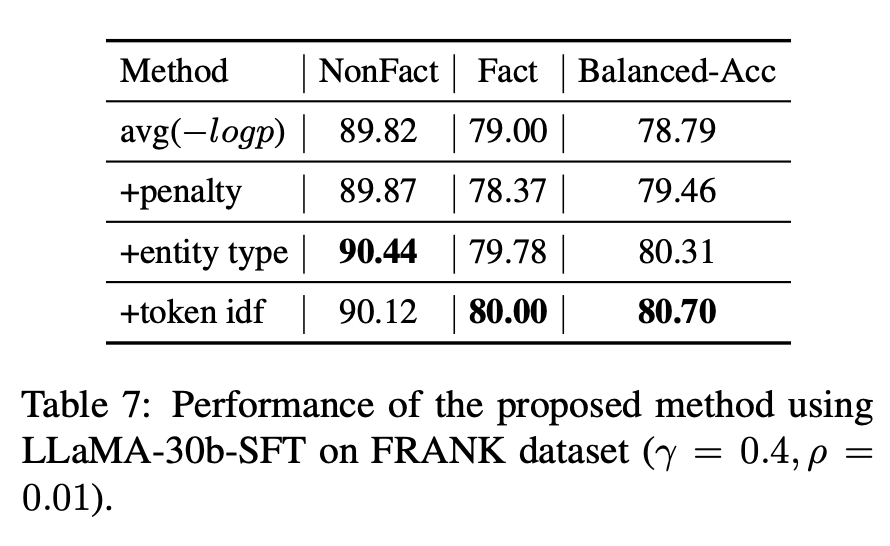 Method | NonFact | Fact | Balanced-Acc
avg(−logp) | 89.82 | 79.00 | 78.79
+penalty | 89.87 | 78.37 | 79.46
+entity type | 90.44 | 79.78 | 80.31
+token idf | 90.12 | 80.00 | 80.70
Table 7: Performance of the proposed method using
LLaMA-30b-SFT on FRANK dataset (γ = 0.4, ρ =
0.01).